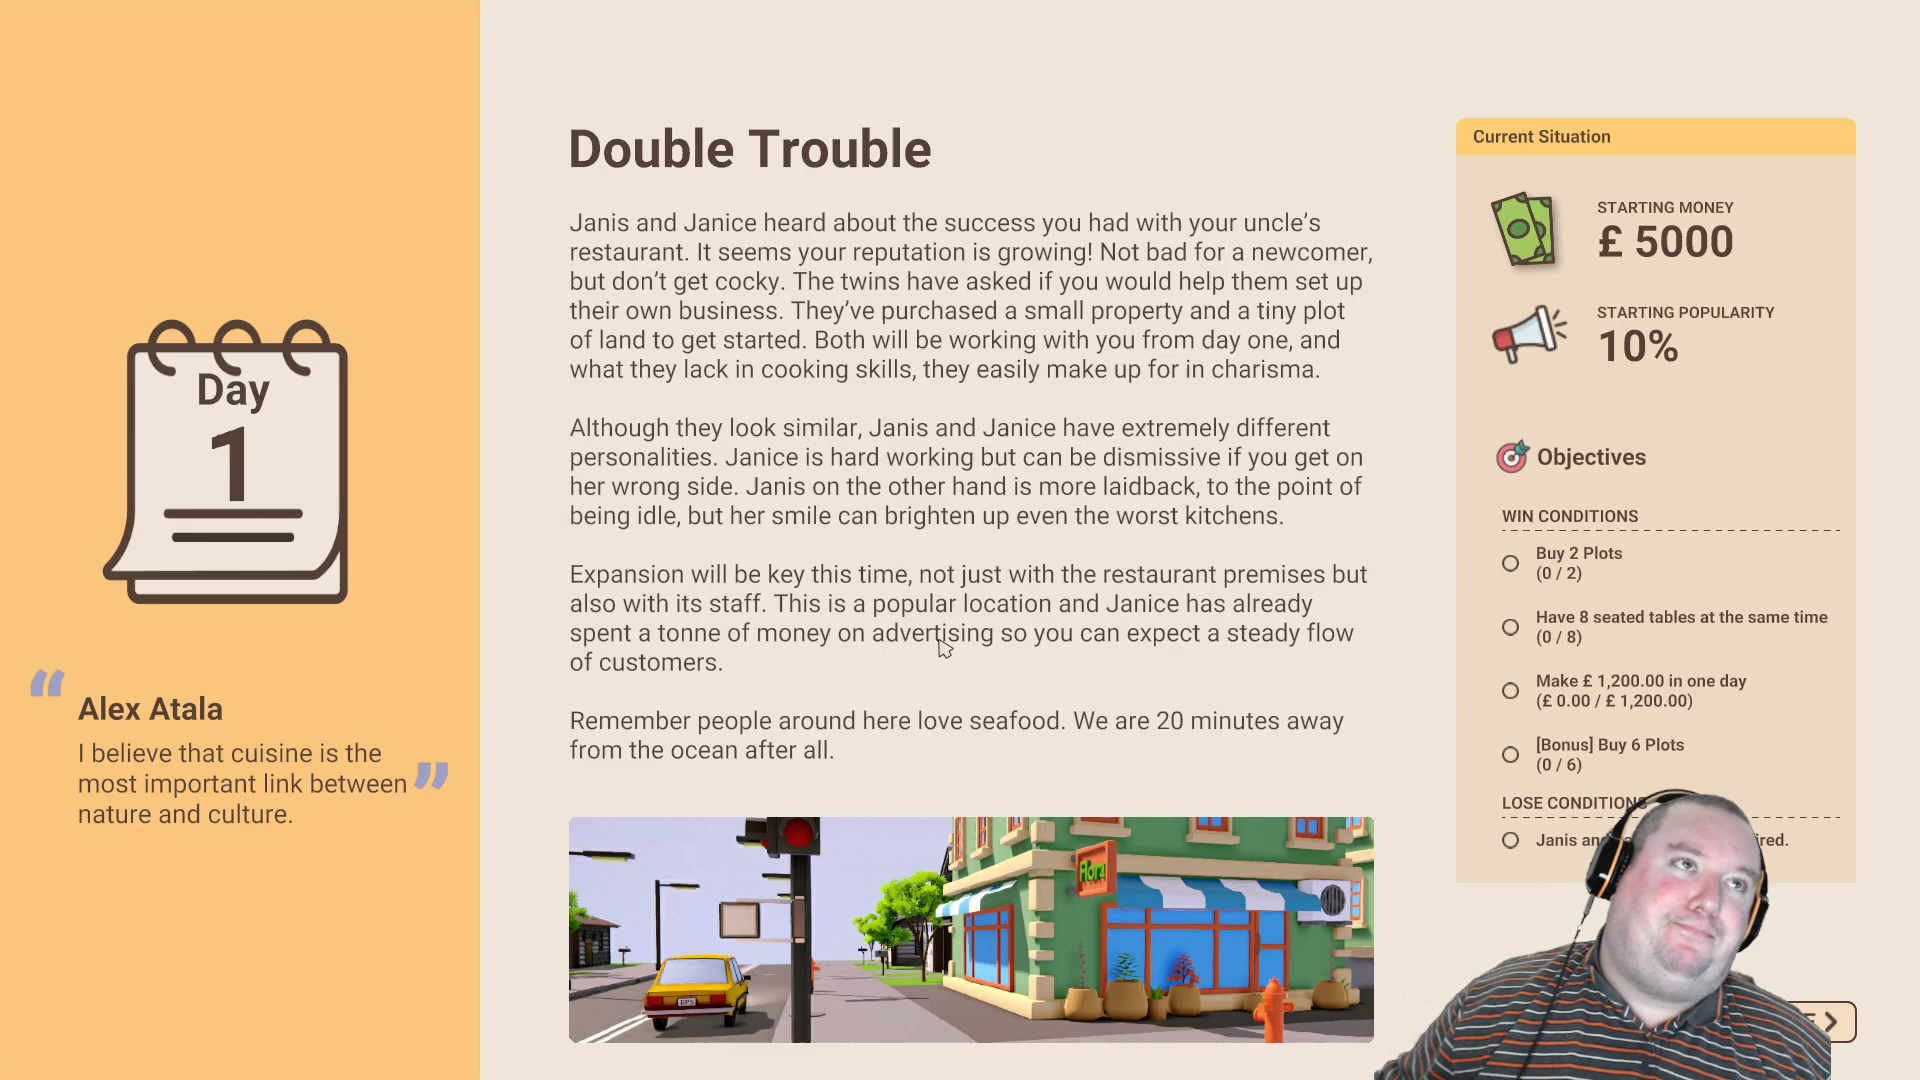 Day
1
“
Alex Atala
I believe that cuisine is the
most important link between
nature and culture.
”
Double Trouble
Janis and Janice heard about the success you had with your uncle’s
restaurant. It seems your reputation is growing! Not bad for a newcomer,
but don’t get cocky. The twins have asked if you would help them set up
their own business. They’ve purchased a small property and a tiny plot
of land to get started. Both will be working with you from day one, and
what they lack in cooking skills, they easily make up for in charisma.
Although they look similar, Janis and Janice have extremely different
personalities. Janice is hard working but can be dismissive if you get on
her wrong side. Janis on the other hand is more laidback, to the point of
being idle, but her smile can brighten up even the worst kitchens.
Expansion will be key this time, not just with the restaurant premises but
also with its staff. This is a popular location and Janice has already
spent a tonne of money on advertising so you can expect a steady flow
of customers.
Remember people around here love seafood. We are 20 minutes away
from the ocean after all.
Flora
Current Situation
STARTING MONEY
£ 5000
STARTING POPULARITY
10%
Objectives
WIN CONDITIONS
Buy 2 Plots
(0 / 2)
Have 8 seated tables at the same time
(0 / 8)
Make £ 1,200.00 in one day
(£ 0.00 / £ 1,200.00)
[Bonus] Buy 6 Plots
(0 / 6)
LOSE CONDITIONS
Janis